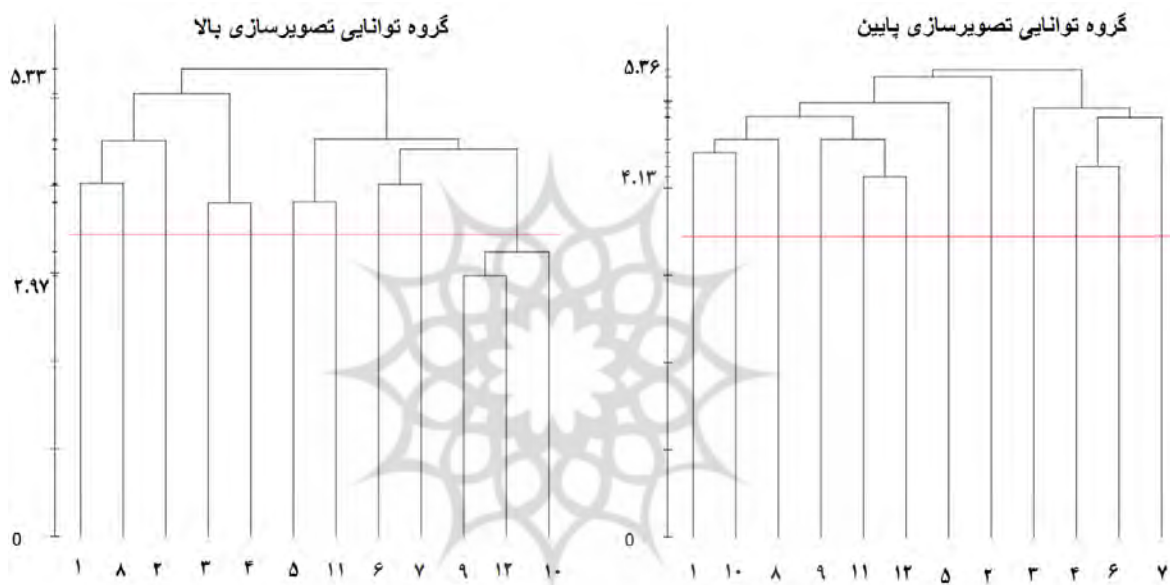 گروه توانایی تصویرسازی پایین
۵.۳۶
۴.۱۳
۰
۱ ۱۰ ۸ ۹ ۱۱ ۱۲ ۵ ۲ ۳ ۴ ۶ ۷
گروه توانایی تصویرسازی بالا
۵.۳۳
۲.۹۷
۰
۱ ۸ ۲ ۳ ۴ ۵ ۱۱ ۶ ۷ ۹ ۱۲ ۱۰